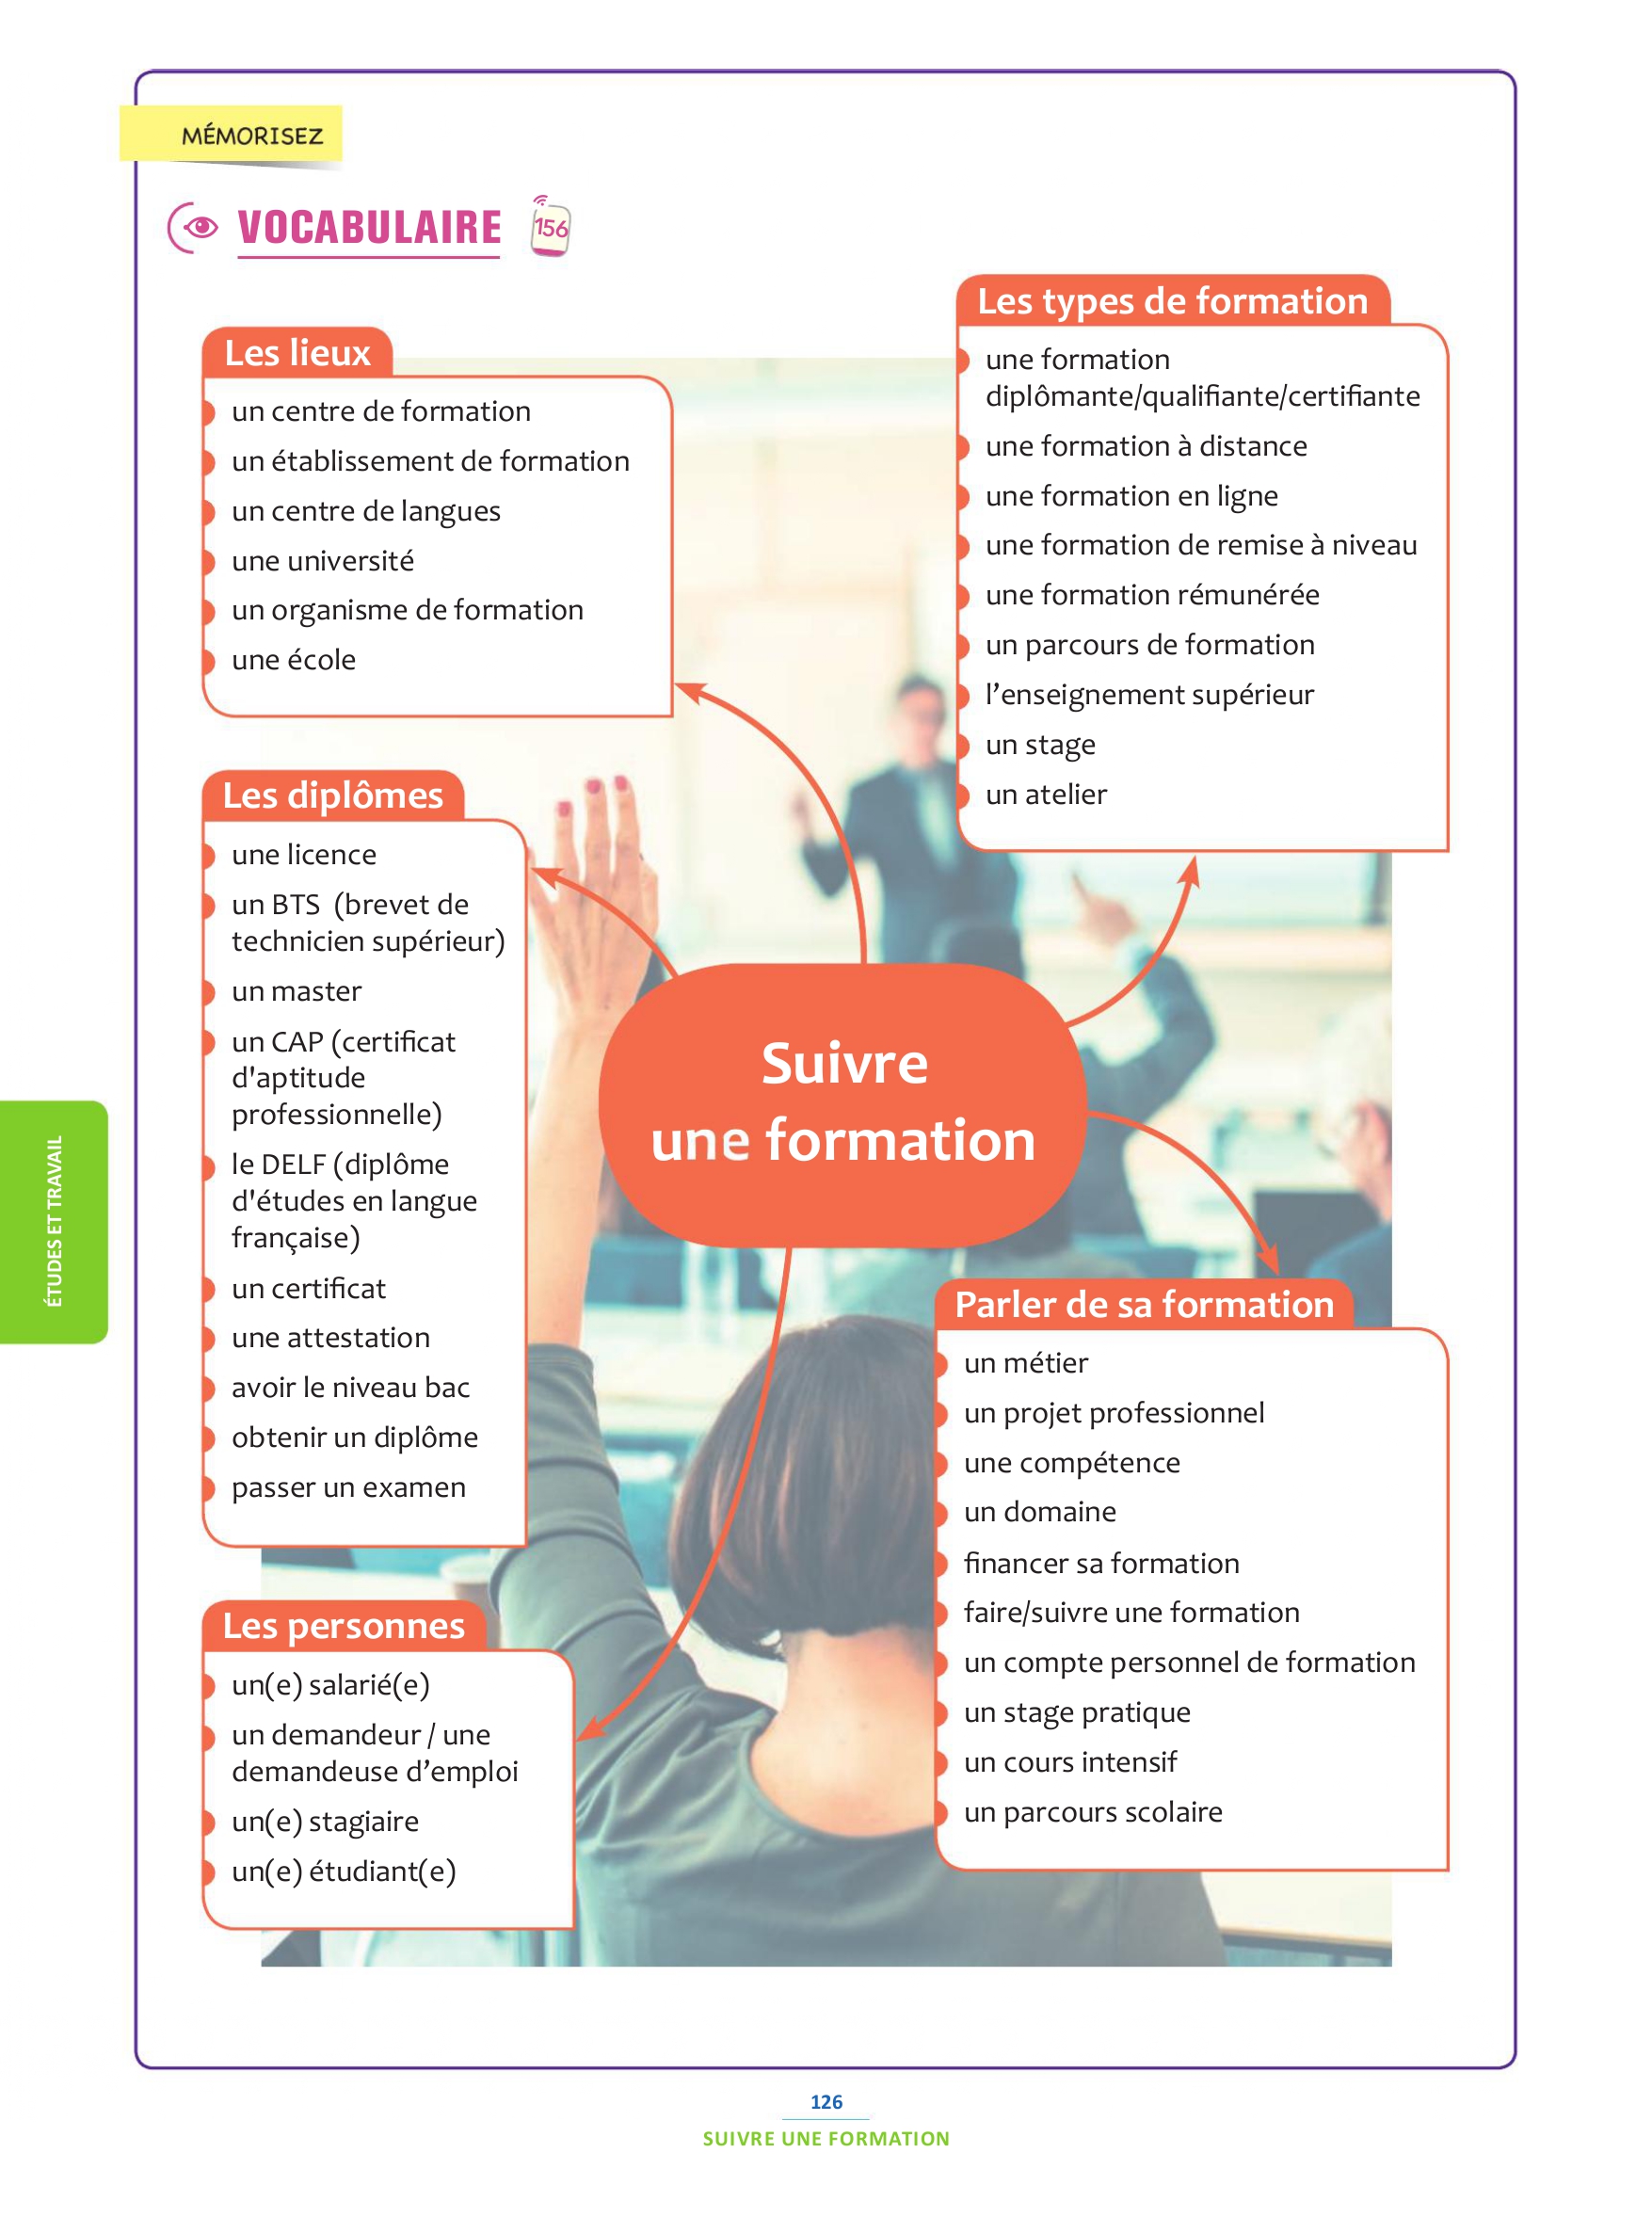 MÉMORISEZ
VOCABULAIRE
156
Les lieux
un centre de formation
un établissement de formation
un centre de langues
une université
un organisme de formation
une école
Les types de formation
une formation
diplômante/qualifiante/certifiante
une formation à distance
une formation en ligne
une formation de remise à niveau
une formation rémunérée
un parcours de formation
l’enseignement supérieur
un stage
un atelier
Les diplômes
une licence
un BTS (brevet de
technicien supérieur)
un master
un CAP (certificat
d'aptitude
professionnelle)
le DELF (diplôme
d'études en langue
française)
un certificat
une attestation
avoir le niveau bac
obtenir un diplôme
passer un examen
Suivre
une formation
Parler de sa formation
un métier
un projet professionnel
une compétence
un domaine
financer sa formation
faire/suivre une formation
un compte personnel de formation
un stage pratique
un cours intensif
un parcours scolaire
Les personnes
un(e) salarié(e)
un demandeur / une
demandeuse d’emploi
un(e) stagiaire
un(e) étudiant(e)
ÉTUDES ET TRAVAIL
126
SUIVRE UNE FORMATION